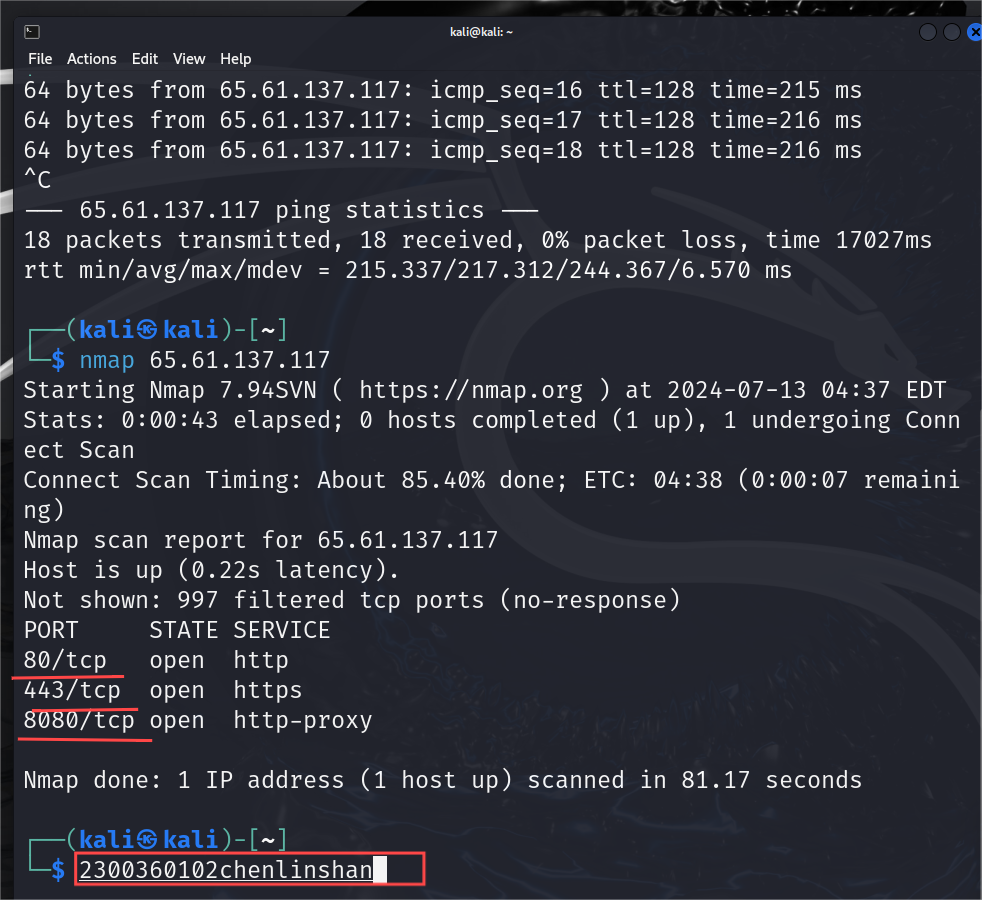 kali@kali: ~
File Actions Edit View Help
64 bytes from 65.61.137.117: icmp_seq=16 ttl=128 time=215 ms
64 bytes from 65.61.137.117: icmp_seq=17 ttl=128 time=216 ms
64 bytes from 65.61.137.117: icmp_seq=18 ttl=128 time=216 ms
^C
--- 65.61.137.117 ping statistics ---
18 packets transmitted, 18 received, 0% packet loss, time 17027ms
rtt min/avg/max/mdev = 215.337/217.312/244.367/6.570 ms
┌──(kali㉿kali)-[~]
└─$ nmap 65.61.137.117
Starting Nmap 7.94SVN ( https://nmap.org ) at 2024-07-13 04:37 EDT
Stats: 0:00:43 elapsed; 0 hosts completed (1 up), 1 undergoing Conn
ect Scan
Connect Scan Timing: About 85.40% done; ETC: 04:38 (0:00:07 remaini
ng)
Nmap scan report for 65.61.137.117
Host is up (0.22s latency).
Not shown: 997 filtered tcp ports (no-response)
PORT STATE SERVICE
80/tcp open http
443/tcp open https
8080/tcp open http-proxy
Nmap done: 1 IP address (1 host up) scanned in 81.17 seconds
┌──(kali㉿kali)-[~]
└─$ 2300360102chenlinshan